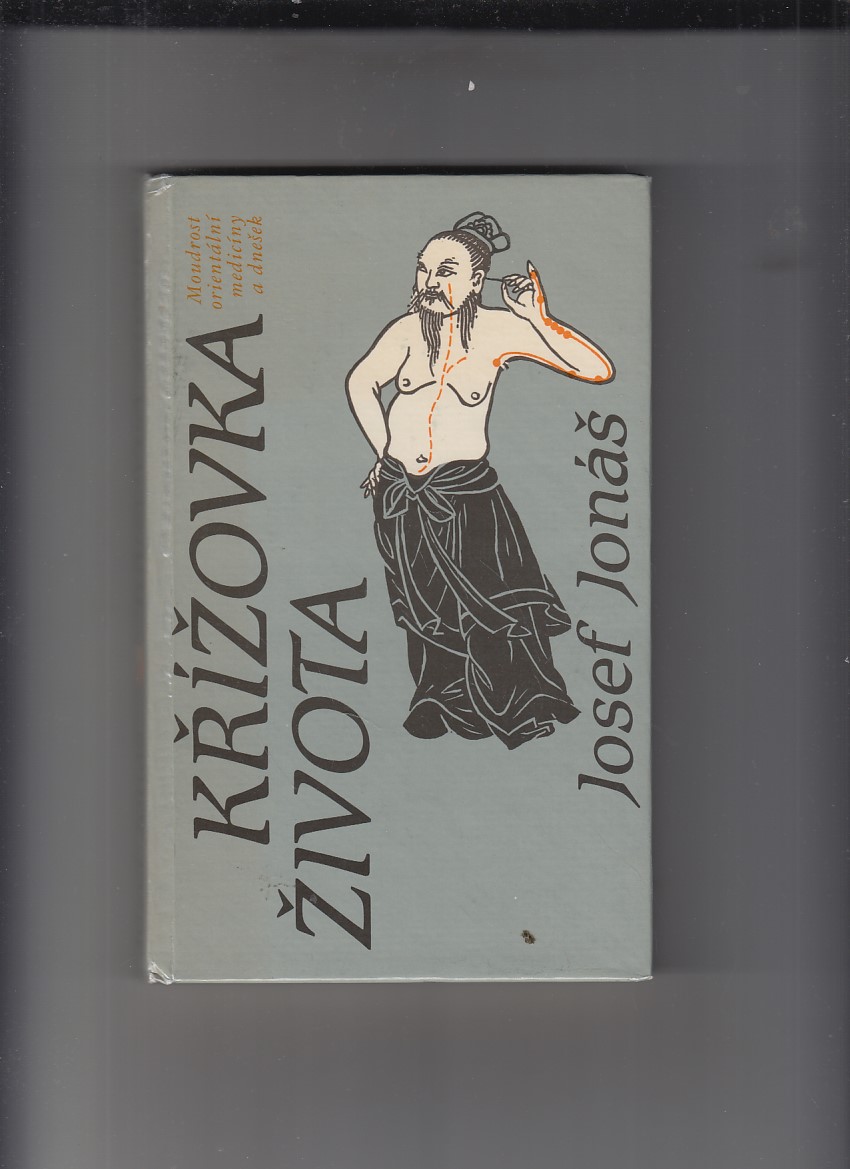 Moudrost
orientální
medicíny
a dnešek
KŘÍŽOVKA
ŽIVOTA
Josef Jonáš